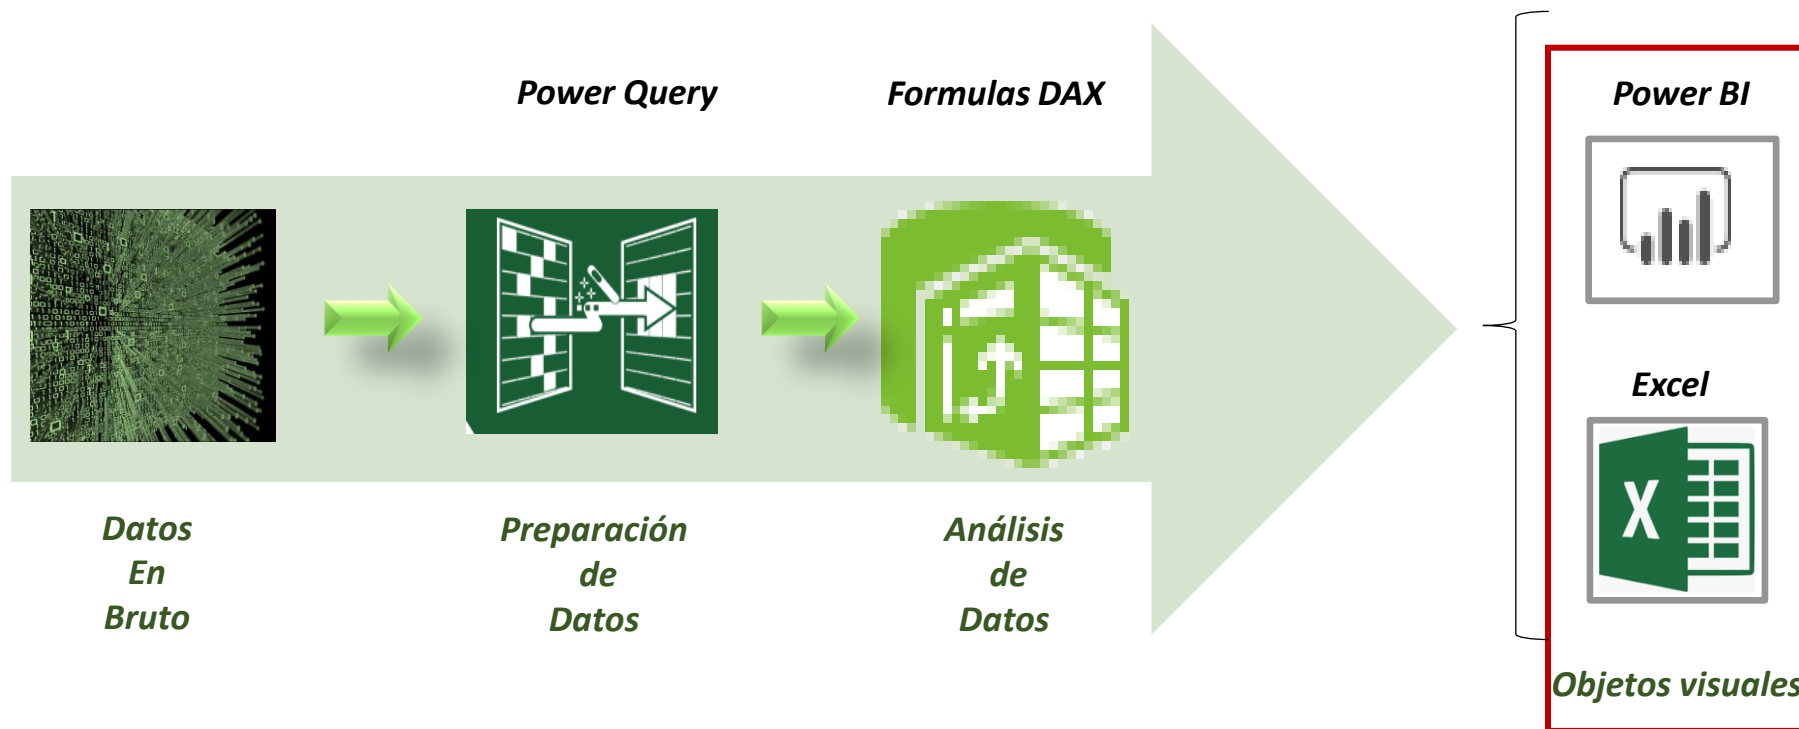 Power Query
Formulas DAX
Power BI
Excel
X
Datos
En
Bruto
Preparación
de
Datos
Análisis
de
Datos
Objetos visuales